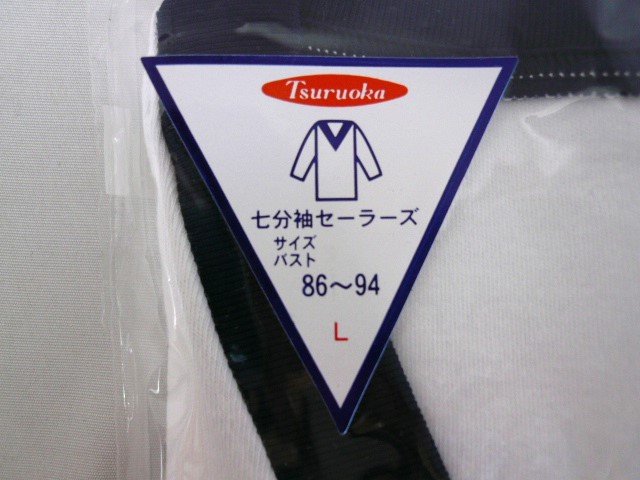 Tsuruoka
七分袖セーラーズ
サイズ
バスト
86～94
L